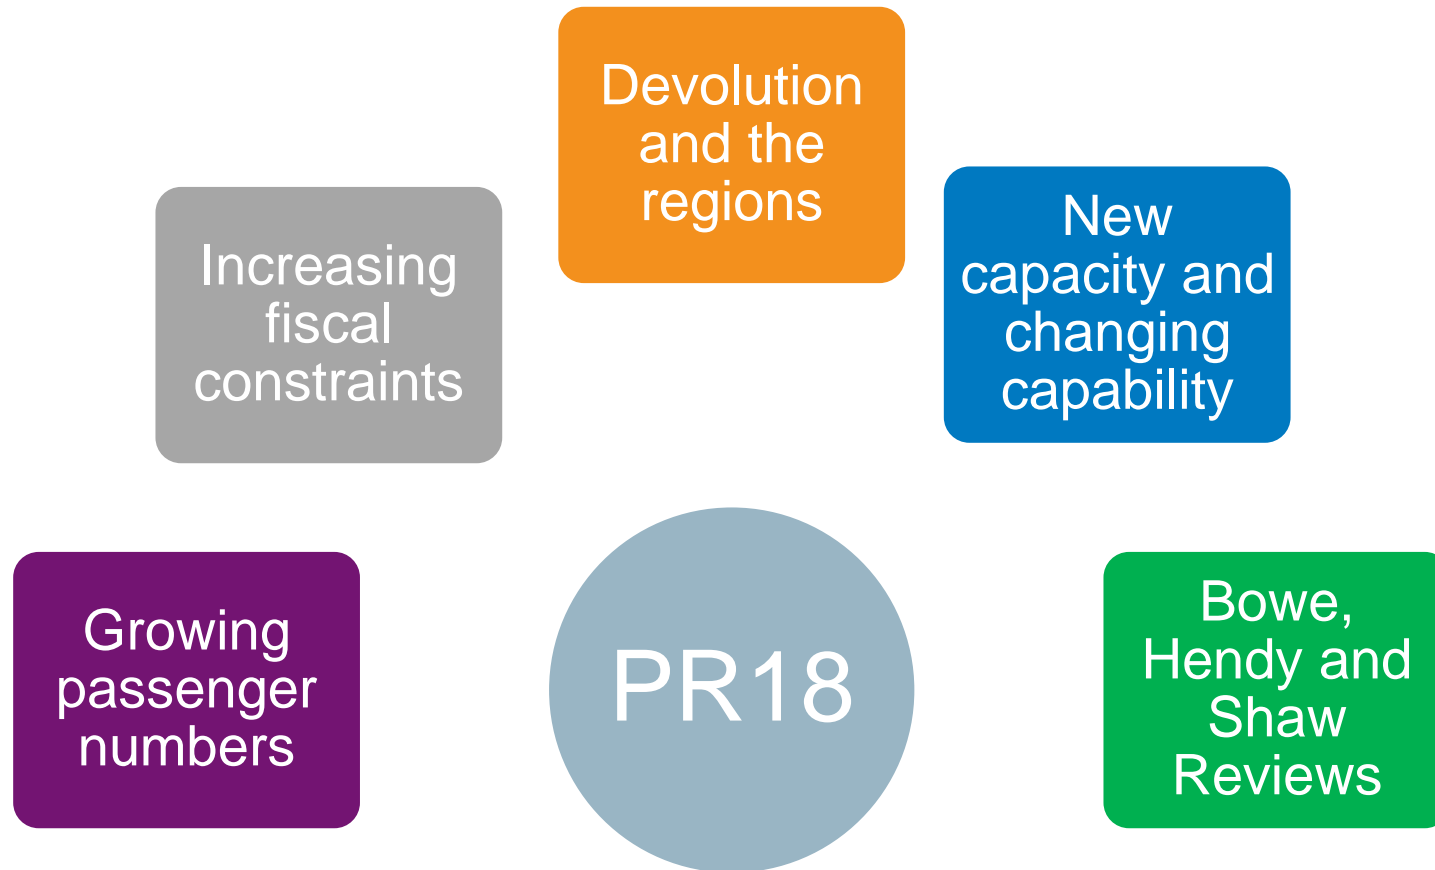 Devolution
and the
regions
New
capacity and
changing
capability
Increasing
fiscal
constraints
Growing
passenger
numbers
PR18
Bowe,
Hendy and
Shaw
Reviews